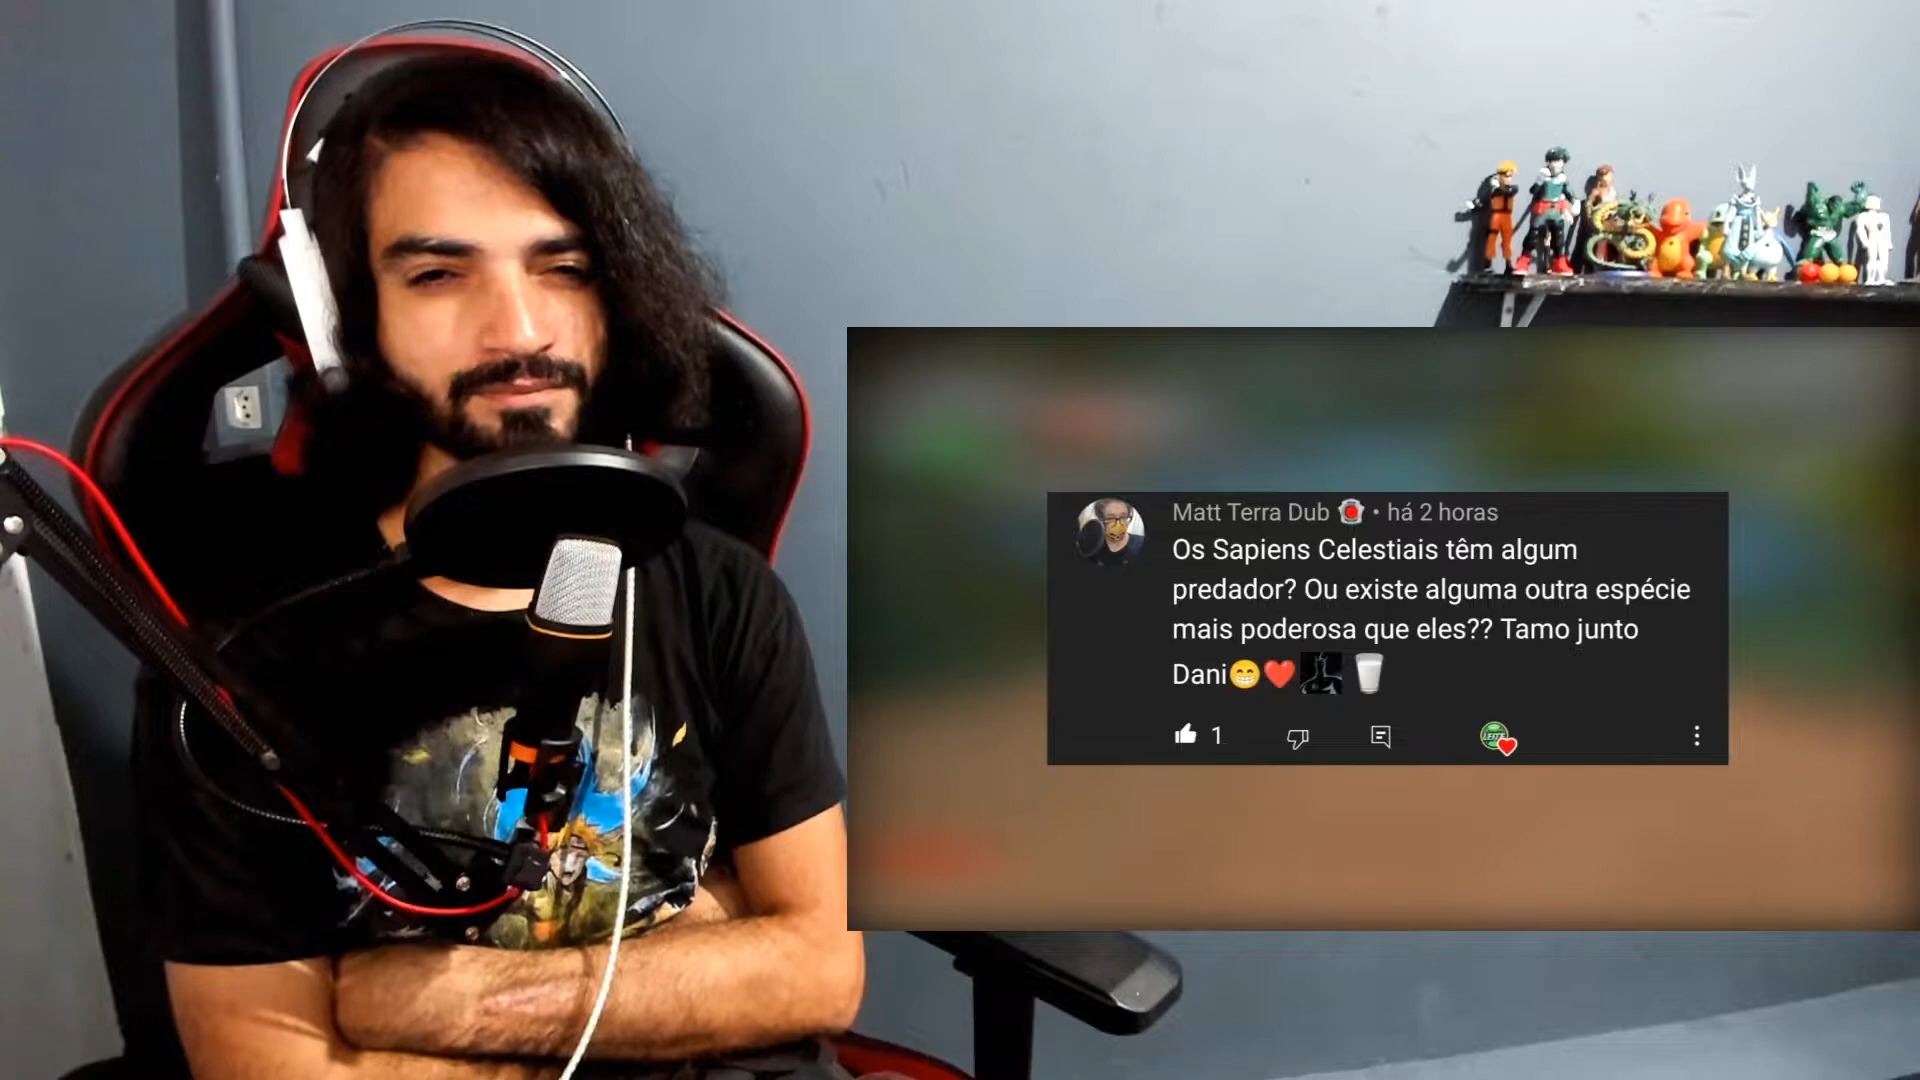 Matt Terra Dub • há 2 horas
Os Sapiens Celestiais têm algum
predador? Ou existe alguma outra espécie
mais poderosa que eles?? Tamo junto
Dani😁❤️🥛
1
LEITE